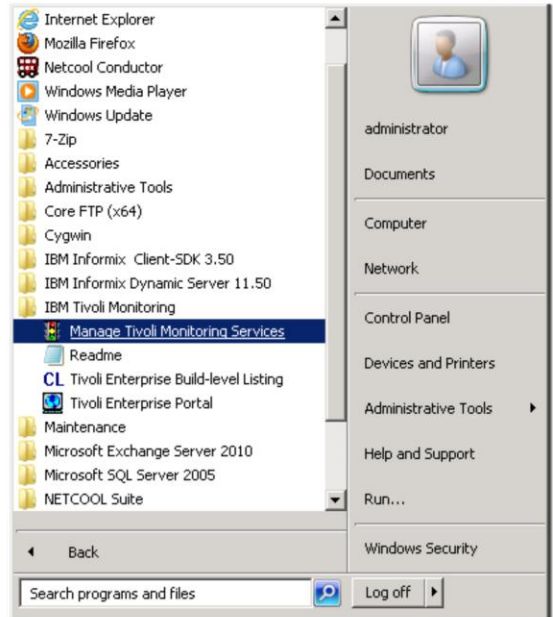 Internet Explorer
Mozilla Firefox
Netcool Conductor
Windows Media Player
Windows Update
7-Zip
Accessories
Administrative Tools
Core FTP (x64)
Cygwin
IBM Informix Client-SDK 3.50
IBM Informix Dynamic Server 11.50
IBM Tivoli Monitoring
Manage Tivoli Monitoring Services
Readme
CL Tivoli Enterprise Build-level Listing
Tivoli Enterprise Portal
Maintenance
Microsoft Exchange Server 2010
Microsoft SQL Server 2005
NETCOOL Suite
Back
Search programs and files
administrator
Documents
Computer
Network
Control Panel
Devices and Printers
Administrative Tools
Help and Support
Run...
Windows Security
Log off